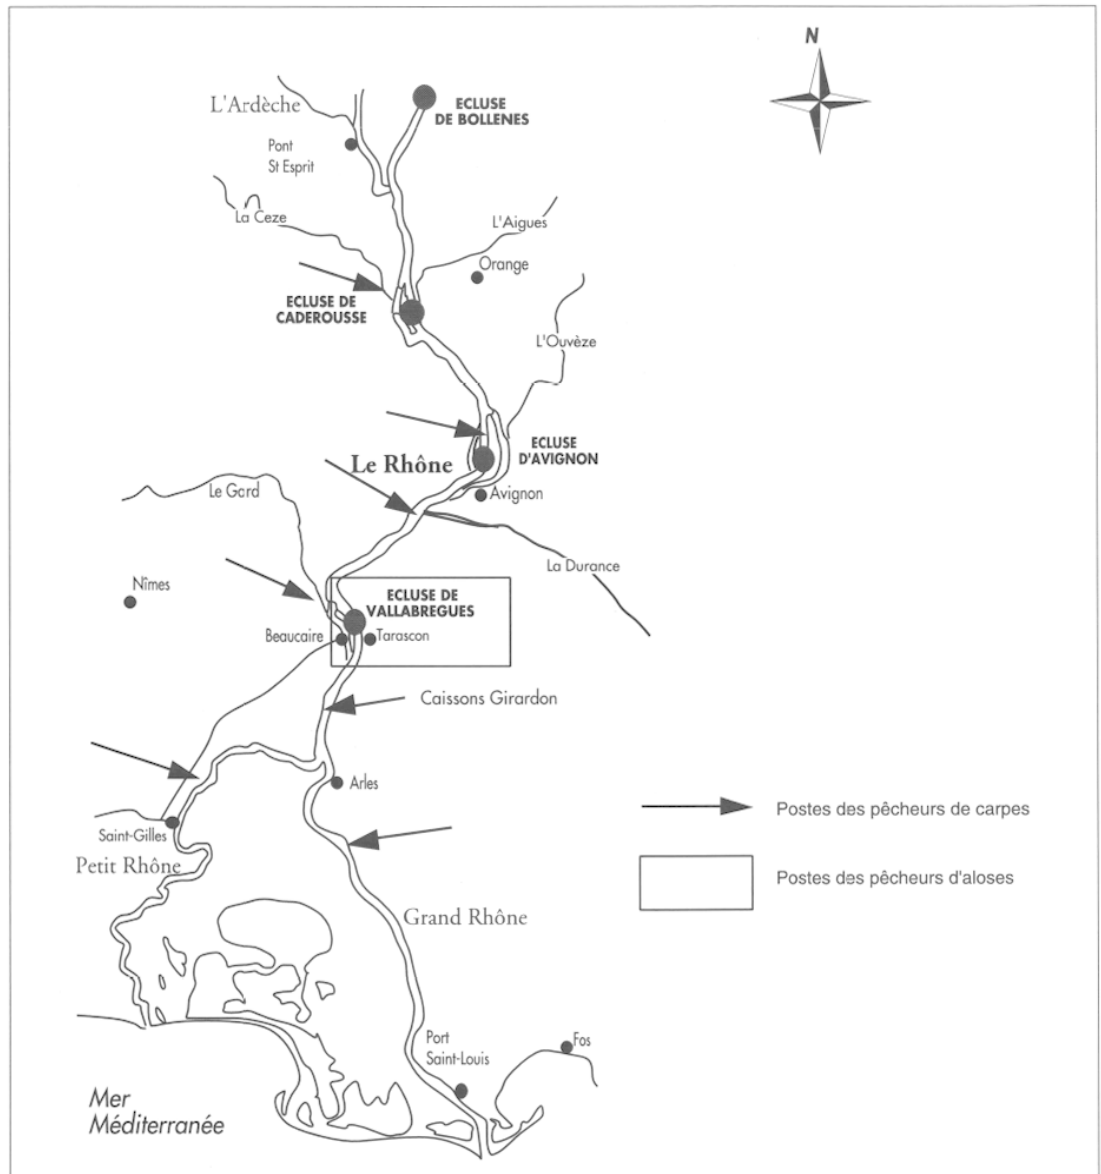 N
L'Ardèche
ECLUSE
DE BOLLENES
Pont
St Esprit
La Ceze
L'Aigues
Orange
ECLUSE DE
CADEROUSSE
L'Ouvèze
ECLUSE
D'AVIGNON
Le Rhône
Le Gard
Avignon
La Durance
Nîmes
ECLUSE DE
VALLABREGUES
Beaucaire
Tarascon
Caissons Girardon
Arles
Postes des pêcheurs de carpes
Saint-Gilles
Petit Rhône
Postes des pêcheurs d'aloses
Grand Rhône
Port
Saint-Louis
Fos
Mer
Méditerranée